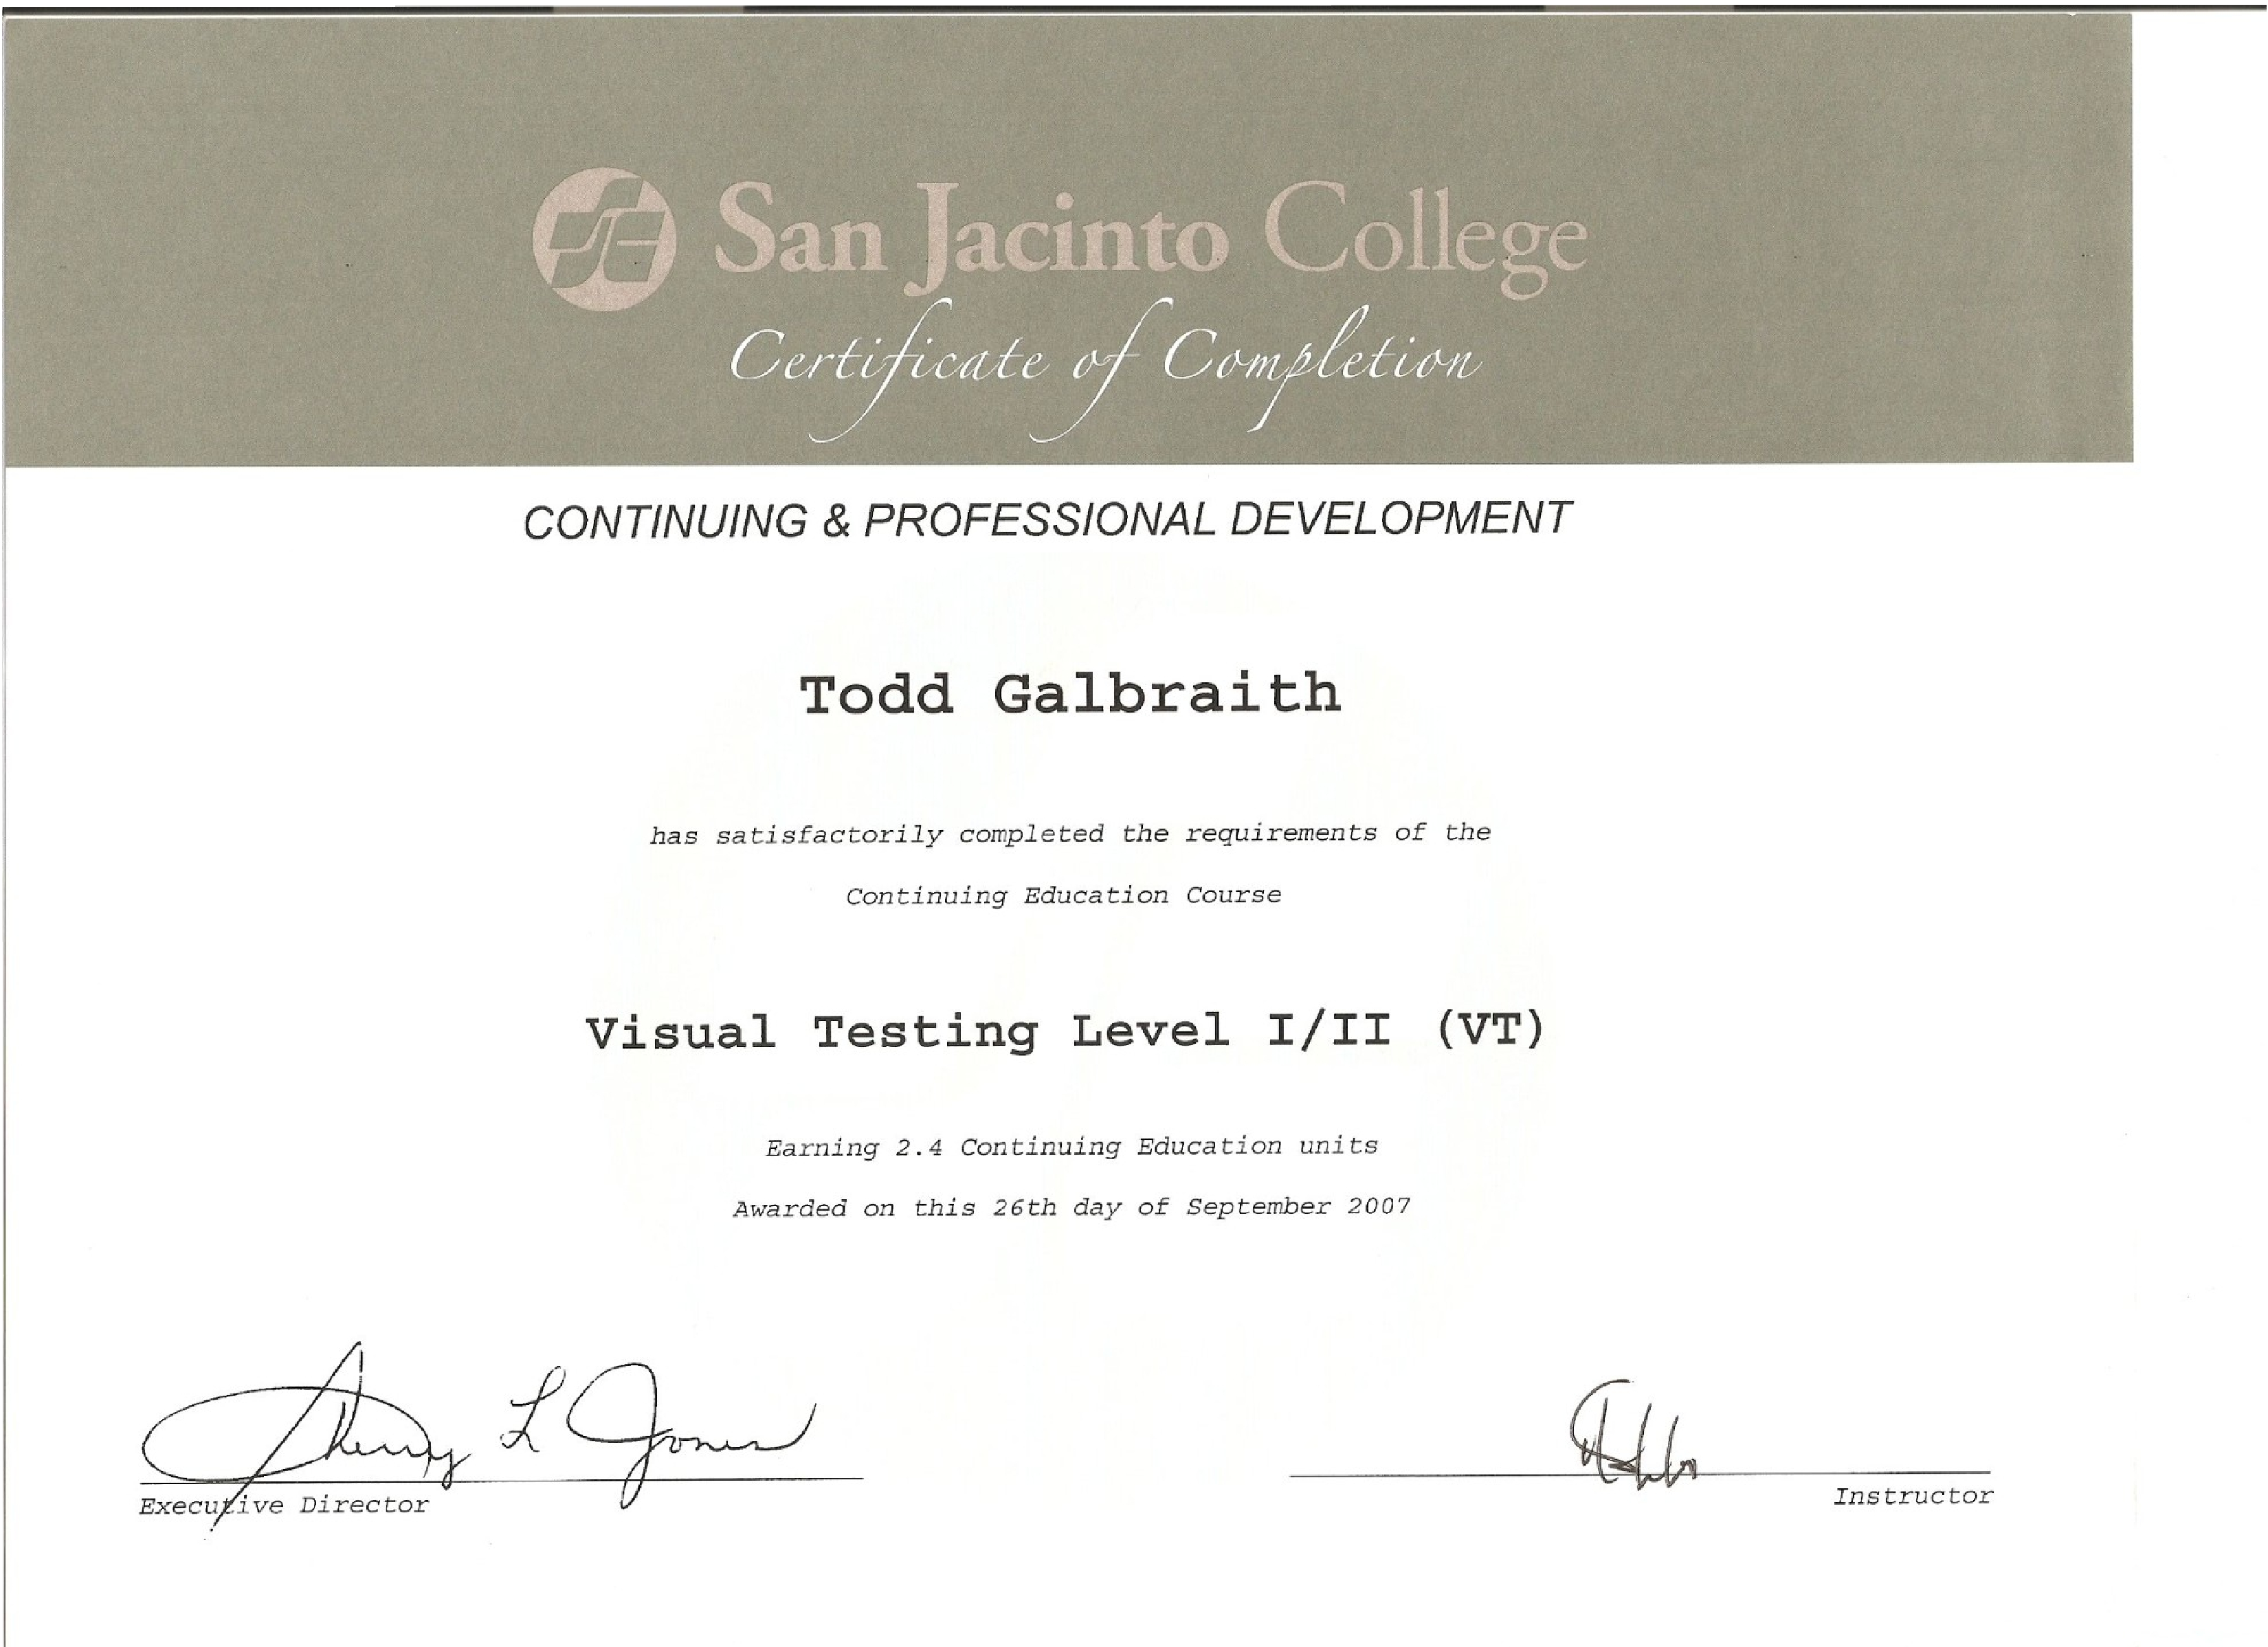 San Jacinto College
Certificate of Completion
CONTINUING & PROFESSIONAL DEVELOPMENT
Todd Galbraith
has satisfactorily completed the requirements of the
Continuing Education Course
Visual Testing Level I/II (VT)
Earning 2.4 Continuing Education units
Awarded on this 26th day of September 2007
Sherry L Jones
Executive Director
Instructor